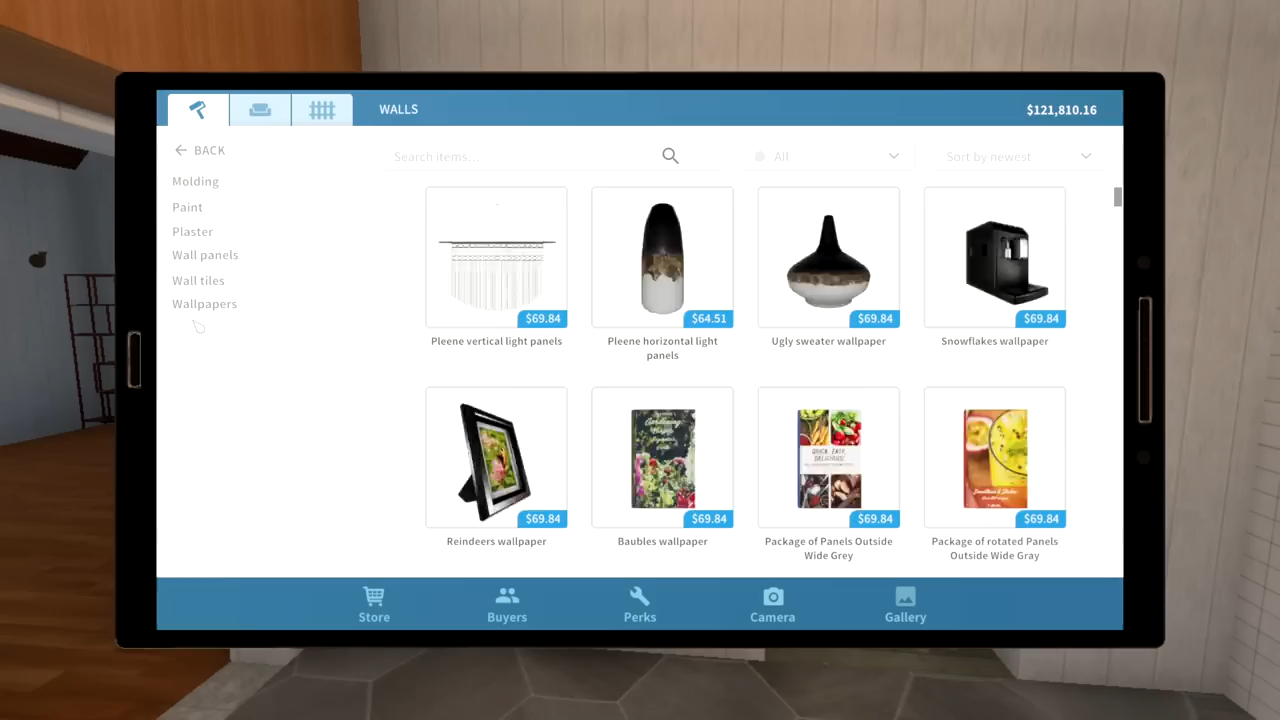 WALLS
$121,810.16
BACK
Search items...
All
Sort by newest
Molding
Paint
Plaster
Wall panels
Wall tiles
Wallpapers
$69.84
$64.51
$69.84
$69.84
Pleene vertical light panels
Pleene horizontal light
panels
Ugly sweater wallpaper
Snowflakes wallpaper
QUICK, EASY,
DELICIOUS!
$69.84
$69.84
$69.84
$69.84
Reindeers wallpaper
Baubles wallpaper
Package of Panels Outside
Wide Grey
Package of rotated Panels
Outside Wide Gray
Store
Buyers
Perks
Camera
Gallery